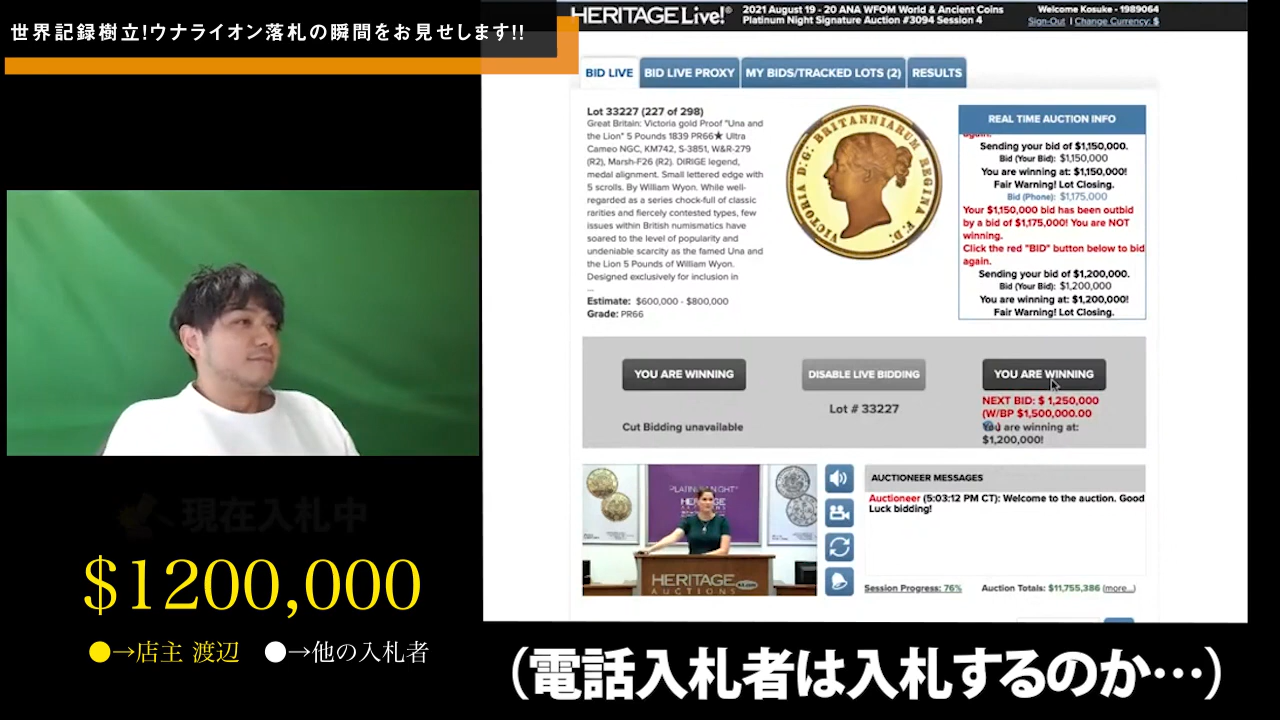 世界記録樹立!ウナライオン落札の瞬間をお見せします!!
HERITAGE Live!®
2021 August 19 - 20 ANA WFOM World & Ancient Coins
Platinum Night Signature Auction #3094 Session 4
Welcome Kosuke - 1989064
Sign-Out | Change Currency: $
BID LIVE
BID LIVE PROXY
MY BIDS/TRACKED LOTS (2)
RESULTS
Lot 33227 (227 of 298)
Great Britain: Victoria gold Proof "Una and
the Lion" 5 Pounds 1839 PR66★ Ultra
Cameo NGC, KM742, S-3851, W&R-279
(R2), Marsh-F26 (R2). DIRIGE legend,
medal alignment. Small lettered edge with
5 scrolls. By William Wyon. While well-
regarded as a series chock-full of classic
rarities and fiercely contested types, few
issues within British numismatics have
soared to the level of popularity and
undeniable scarcity as the famed Una and
the Lion 5 Pounds of William Wyon.
Designed exclusively for inclusion in
...
Estimate: $600,000 - $800,000
Grade: PR66
VICTORIA D: G: BRITANNIARUM REGINA F. D:
REAL TIME AUCTION INFO
again.
Sending your bid of $1,150,000.
Bid (Your Bid): $1,150,000
You are winning at: $1,150,000!
Fair Warning! Lot Closing.
Bid (Phone): $1,175,000
Your $1,150,000 bid has been outbid
by a bid of $1,175,000! You are NOT
winning.
Click the red "BID" button below to bid
again.
Sending your bid of $1,200,000.
Bid (Your Bid): $1,200,000
You are winning at: $1,200,000!
Fair Warning! Lot Closing.
YOU ARE WINNING
Cut Bidding unavailable
DISABLE LIVE BIDDING
Lot # 33227
YOU ARE WINNING
NEXT BID: $ 1,250,000
(W/BP $1,500,000.00
)
You are winning at:
$1,200,000!
PLATINUM NIGHT
HERITAGE
AUCTIONS
AUCTIONEER MESSAGES
Auctioneer (5:03:12 PM CT): Welcome to the auction. Good
Luck bidding!
Session Progress: 76%
Auction Totals: $11,755,386 (more...)
現在入札中
$1200,000
●→店主 渡辺 ●→他の入札者
(電話入札者は入札するのか…)